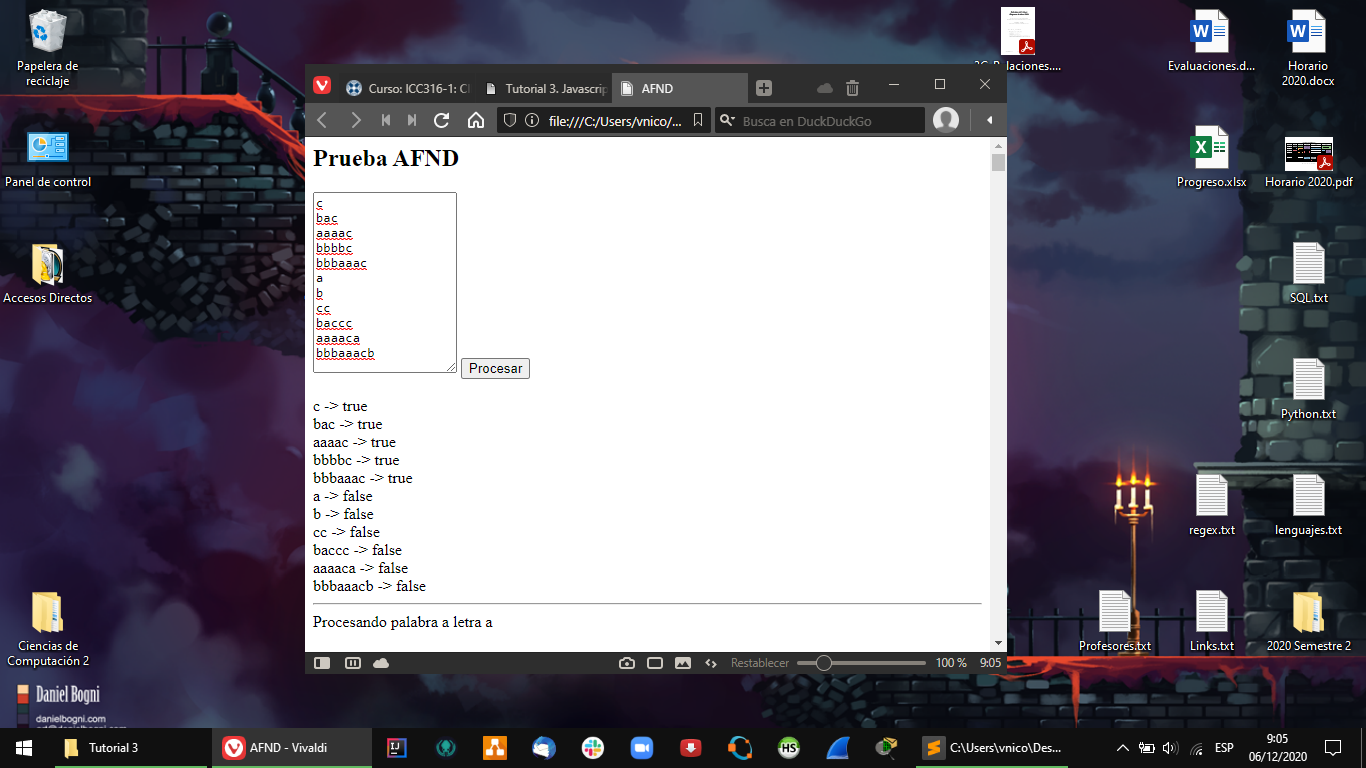 Papelera de
reciclaje
Panel de control
Accesos Directos
Ciencias de
Computación 2
Daniel Bogni
danielbogni.com
Evaluaciones.d...
Horario
2020.docx
Progreso.xlsx
Horario 2020.pdf
SQL.txt
Python.txt
regex.txt
lenguajes.txt
Profesores.txt
Links.txt
2020 Semestre 2
Curso: ICC316-1: C
Tutorial 3. Javascrip
AFND
file:///C:/Users/vnico/...
Busca en DuckDuckGo
Prueba AFND
c
bac
aaaac
bbbbc
bbbaaac
a
b
cc
baccc
aaaaca
bbbaaacb
Procesar
c -> true
bac -> true
aaaac -> true
bbbbc -> true
bbbaaac -> true
a -> false
b -> false
cc -> false
baccc -> false
aaaaca -> false
bbbaaacb -> false
Procesando palabra a letra a
Restablecer
100 %
9:05
Tutorial 3
AFND - Vivaldi
IJ
HS
C:\Users\vnico\Des...
ESP
9:05
06/12/2020